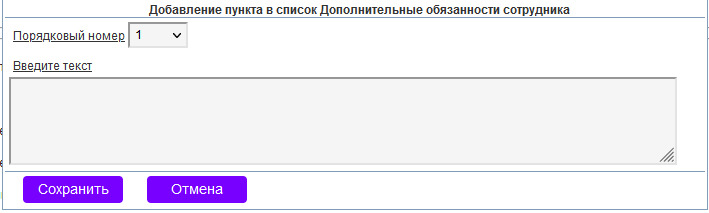 Добавление пункта в список Дополнительные обязанности сотрудника
Порядковый номер 1
Введите текст
Сохранить Отмена